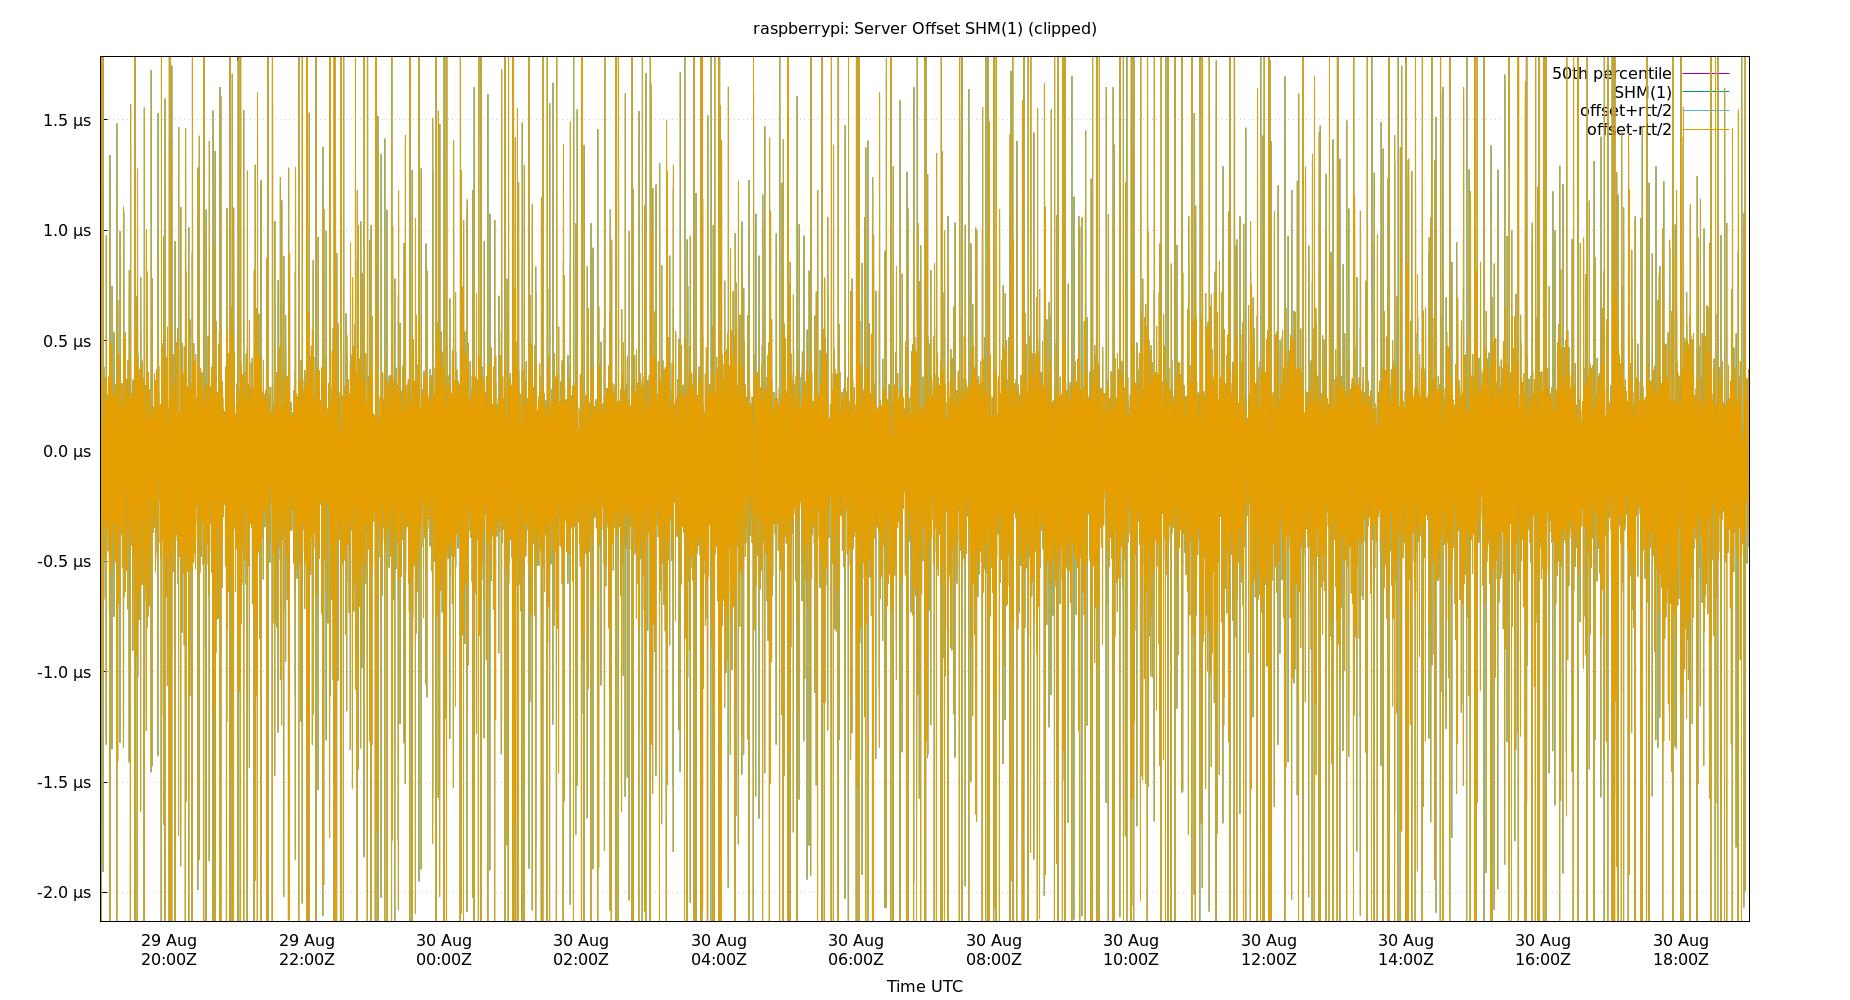 raspberrypi: Server Offset SHM(1) (clipped)
50th percentile
SHM(1)
offset+rtt/2
offset-rtt/2
1.5 µs
1.0 µs
0.5 µs
0.0 µs
-0.5 µs
-1.0 µs
-1.5 µs
-2.0 µs
29 Aug 29 Aug 30 Aug 30 Aug 30 Aug 30 Aug 30 Aug 30 Aug 30 Aug 30 Aug 30 Aug 30 Aug
20:00Z 22:00Z 00:00Z 02:00Z 04:00Z 06:00Z 08:00Z 10:00Z 12:00Z 14:00Z 16:00Z 18:00Z
Time UTC